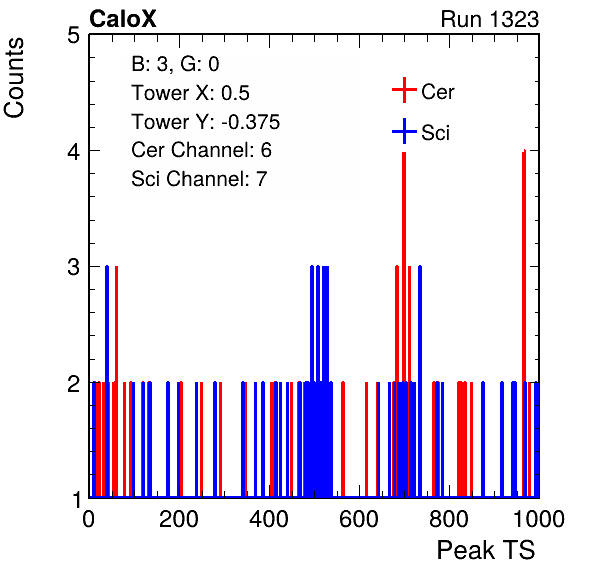 CaloX
Run 1323
5
4
3
2
1
Counts
B: 3, G: 0
Tower X: 0.5
Tower Y: -0.375
Cer Channel: 6
Sci Channel: 7
Cer
Sci
0
200
400
600
800
1000
Peak TS